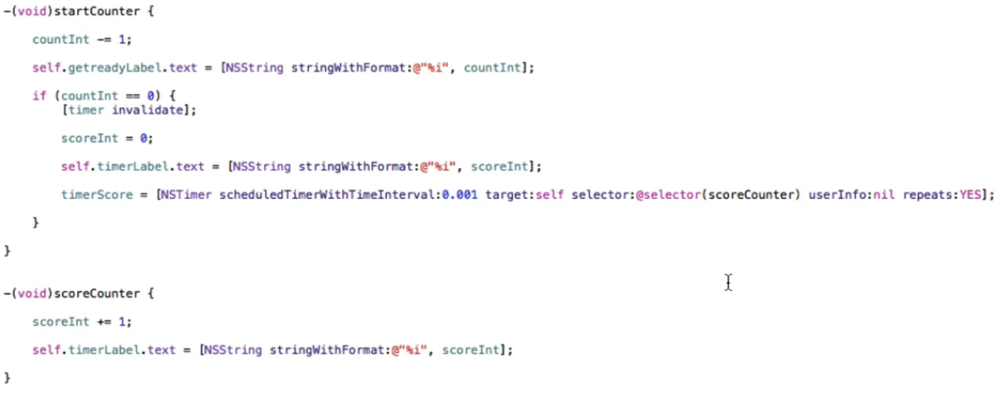 -(void)startCounter {
countInt -= 1;
self.getreadyLabel.text = [NSString stringWithFormat:@"%i", countInt];
if (countInt == 0) {
[timer invalidate];
scoreInt = 0;
self.timerLabel.text = [NSString stringWithFormat:@"%i", scoreInt];
timerScore = [NSTimer scheduledTimerWithTimeInterval:0.001 target:self selector:@selector(scoreCounter) userInfo:nil repeats:YES];
}
}
-(void)scoreCounter {
scoreInt += 1;
self.timerLabel.text = [NSString stringWithFormat:@"%i", scoreInt];
}